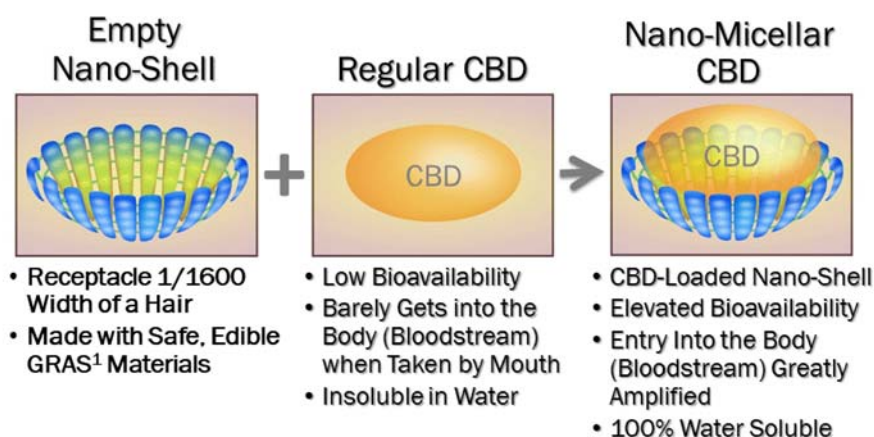 Empty
Nano-Shell
Regular CBD
Nano-Micellar
CBD
CBD
CBD
• Receptacle 1/1600
Width of a Hair
• Made with Safe, Edible
GRAS¹ Materials
• Low Bioavailability
• Barely Gets into the
Body (Bloodstream)
when Taken by Mouth
• Insoluble in Water
• CBD-Loaded Nano-Shell
• Elevated Bioavailability
• Entry Into the Body
(Bloodstream) Greatly
Amplified
• 100% Water Soluble